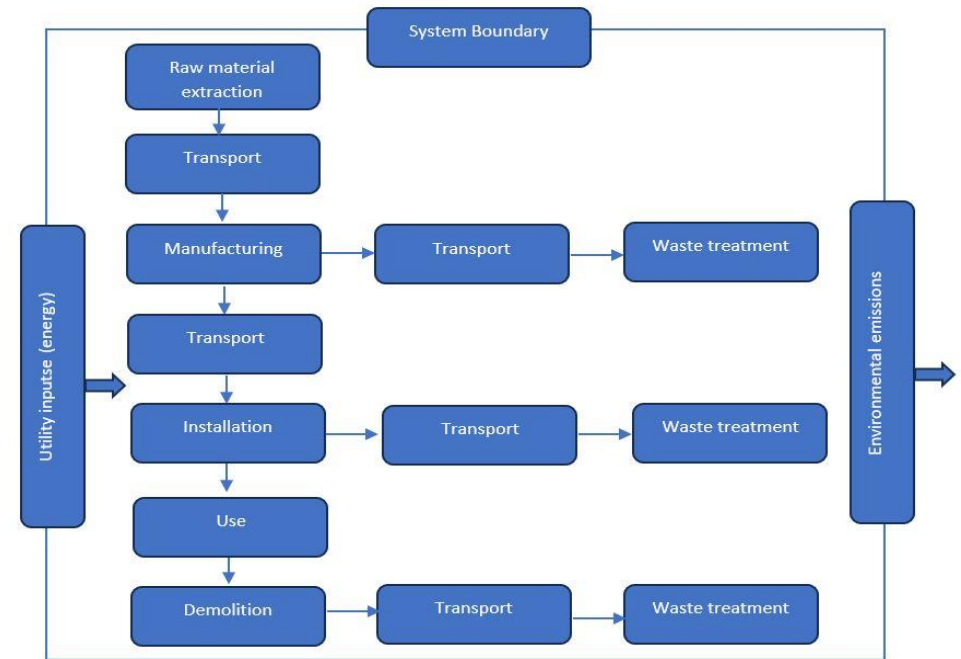 System Boundary
Raw material
extraction
Transport
Manufacturing
Transport
Waste treatment
Transport
Installation
Transport
Waste treatment
Use
Demolition
Transport
Waste treatment
Utility inputse (energy)
Environmental emissions